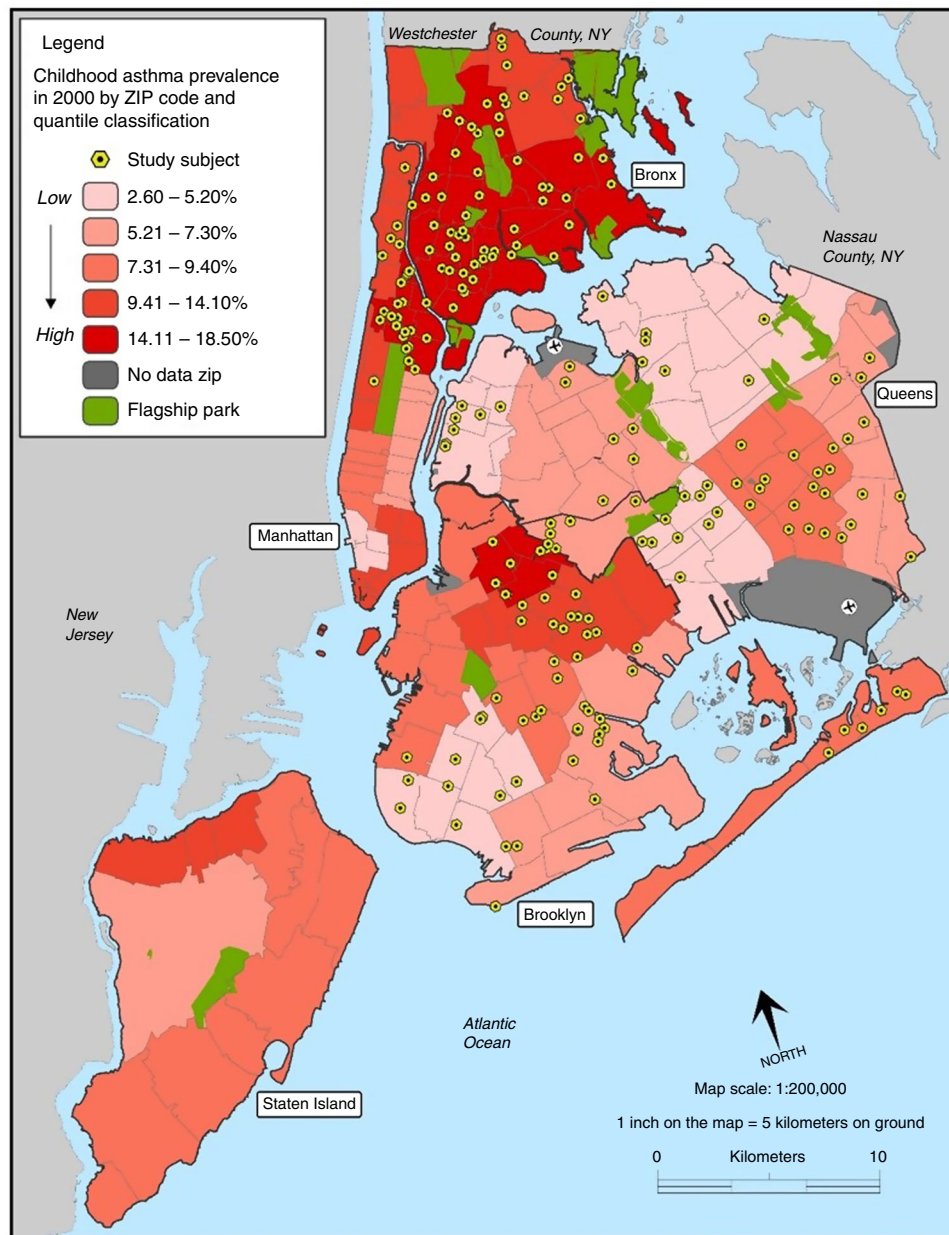 Legend
Childhood asthma prevalence
in 2000 by ZIP code and
quantile classification
Study subject
Low
2.60 – 5.20%
5.21 – 7.30%
7.31 – 9.40%
9.41 – 14.10%
High
14.11 – 18.50%
No data zip
Flagship park
Westchester County, NY
Bronx
Nassau
County, NY
Queens
Manhattan
New
Jersey
Brooklyn
Atlantic
Ocean
Staten Island
NORTH
Map scale: 1:200,000
1 inch on the map = 5 kilometers on ground
0 Kilometers 10